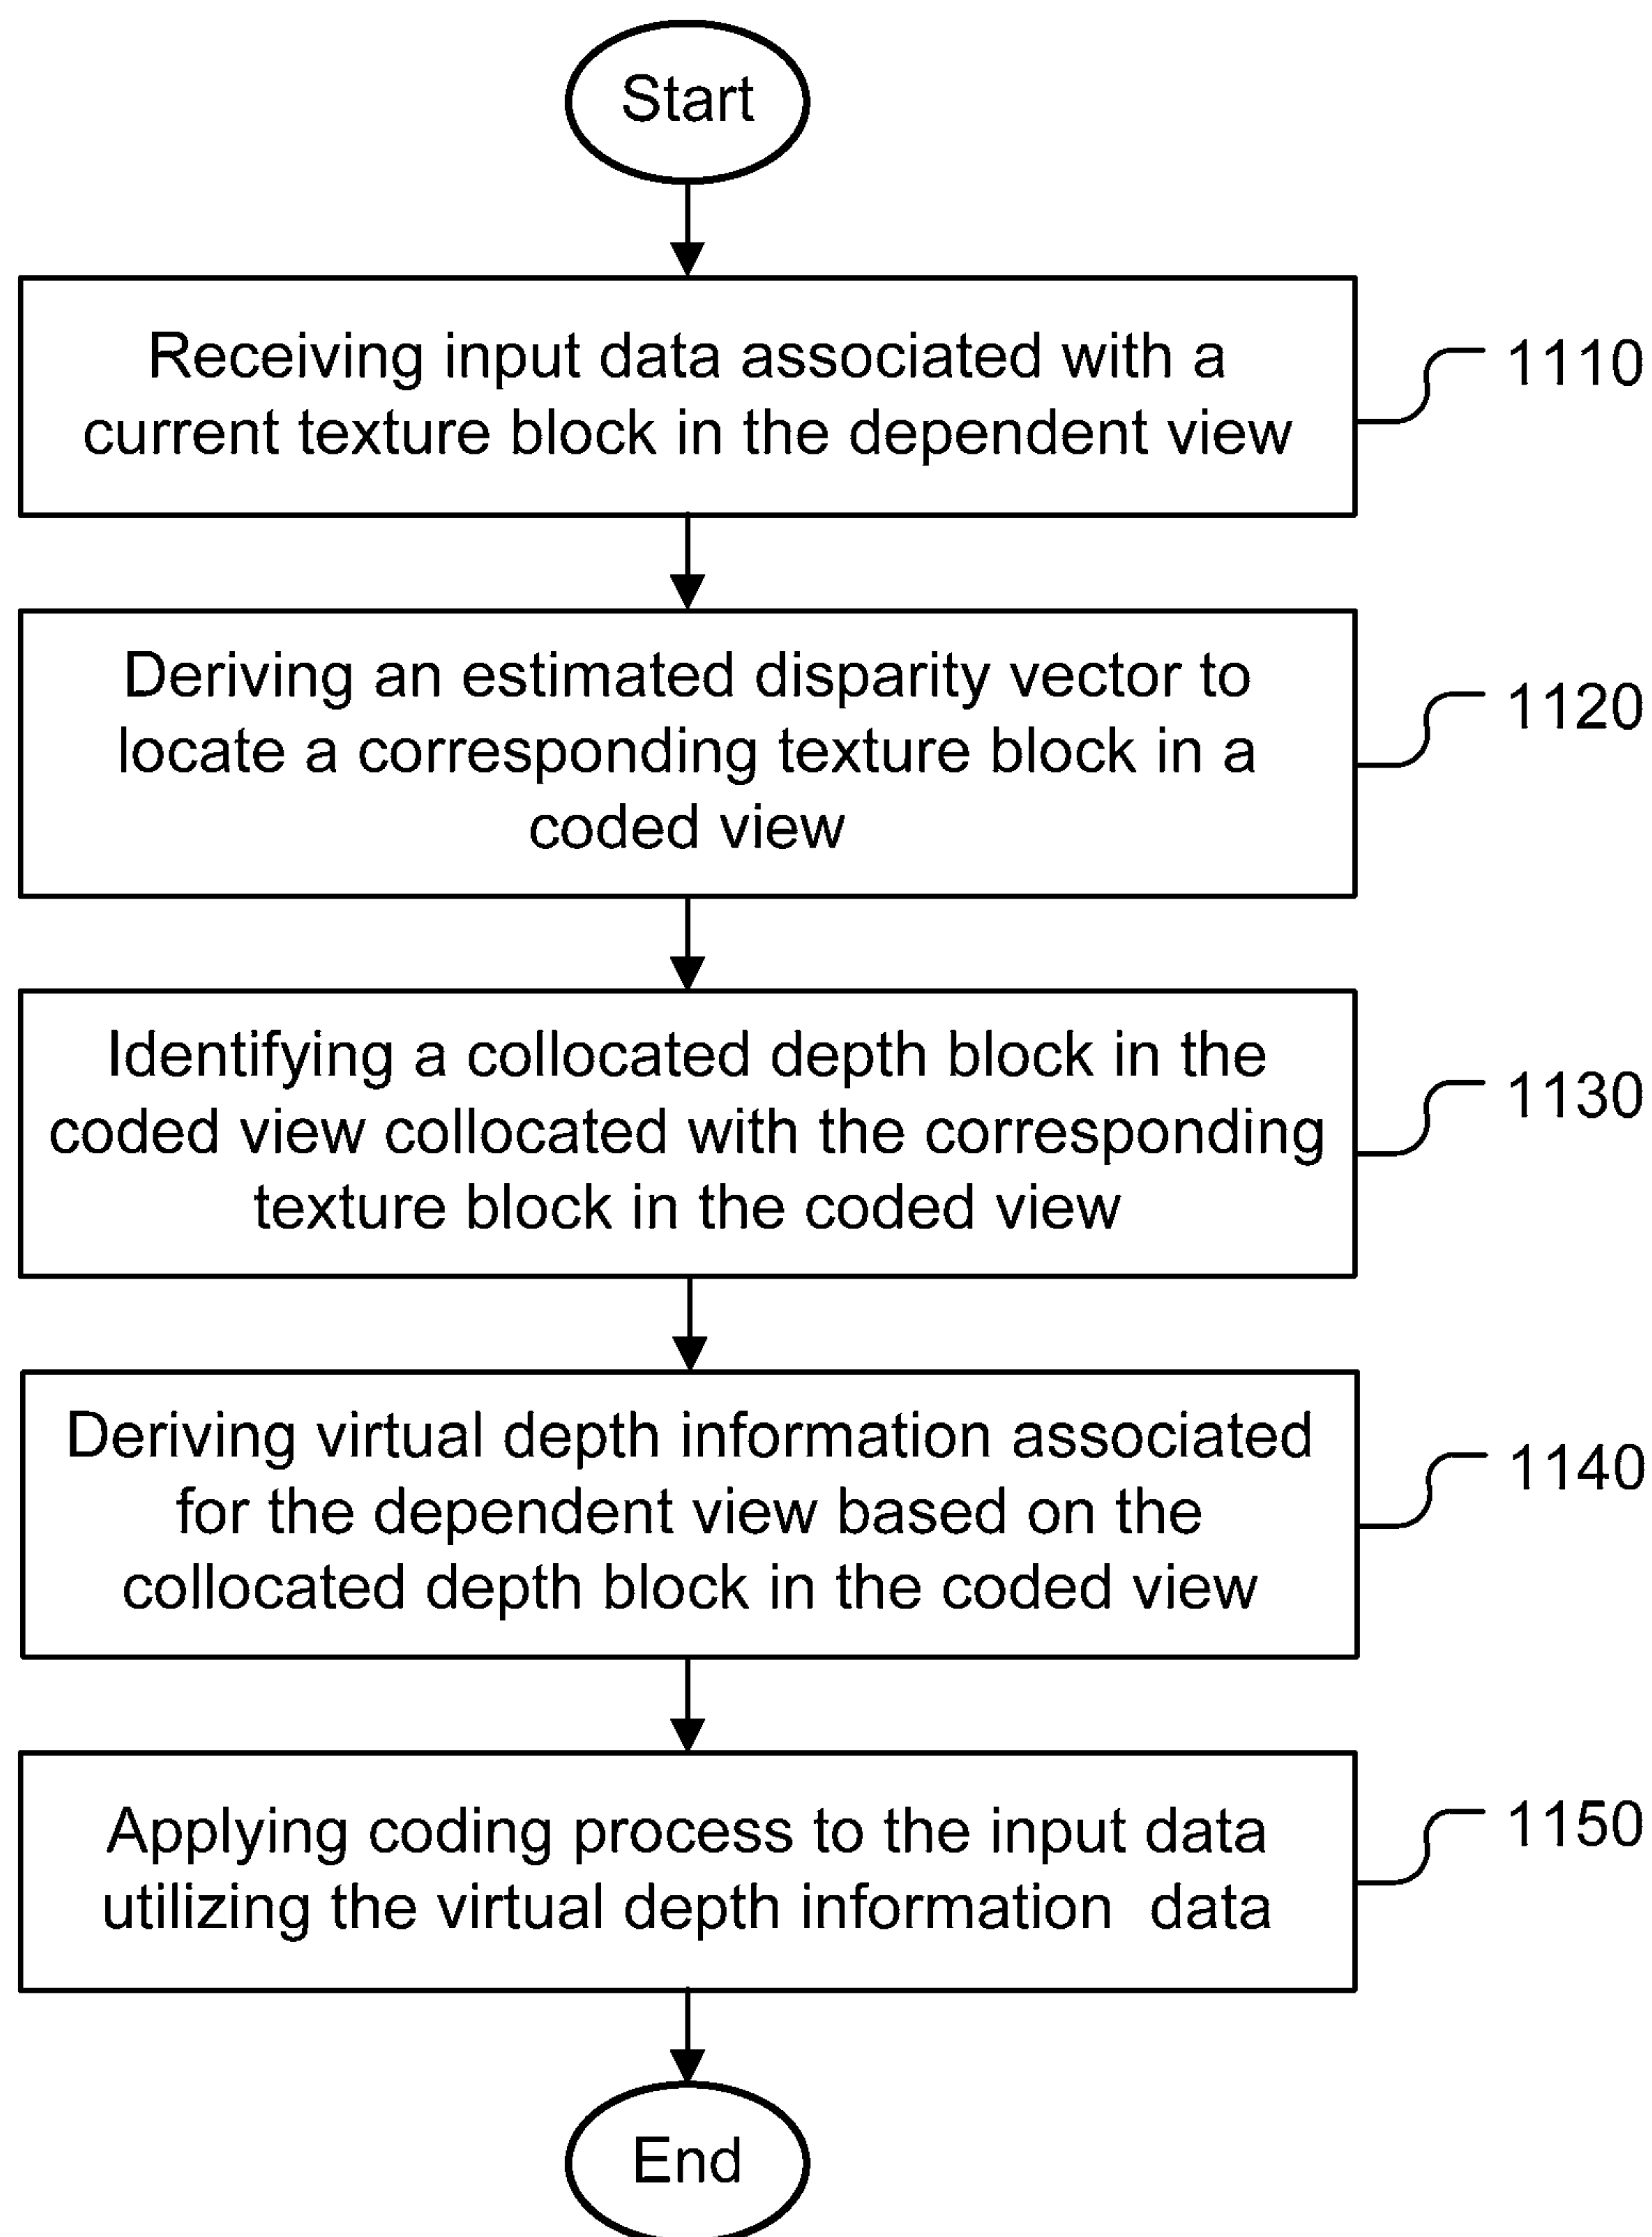 Start
Receiving input data associated with a
current texture block in the dependent view
1110
Deriving an estimated disparity vector to
locate a corresponding texture block in a
coded view
1120
Identifying a collocated depth block in the
coded view collocated with the corresponding
texture block in the coded view
1130
Deriving virtual depth information associated
for the dependent view based on the
collocated depth block in the coded view
1140
Applying coding process to the input data
utilizing the virtual depth information data
1150
End